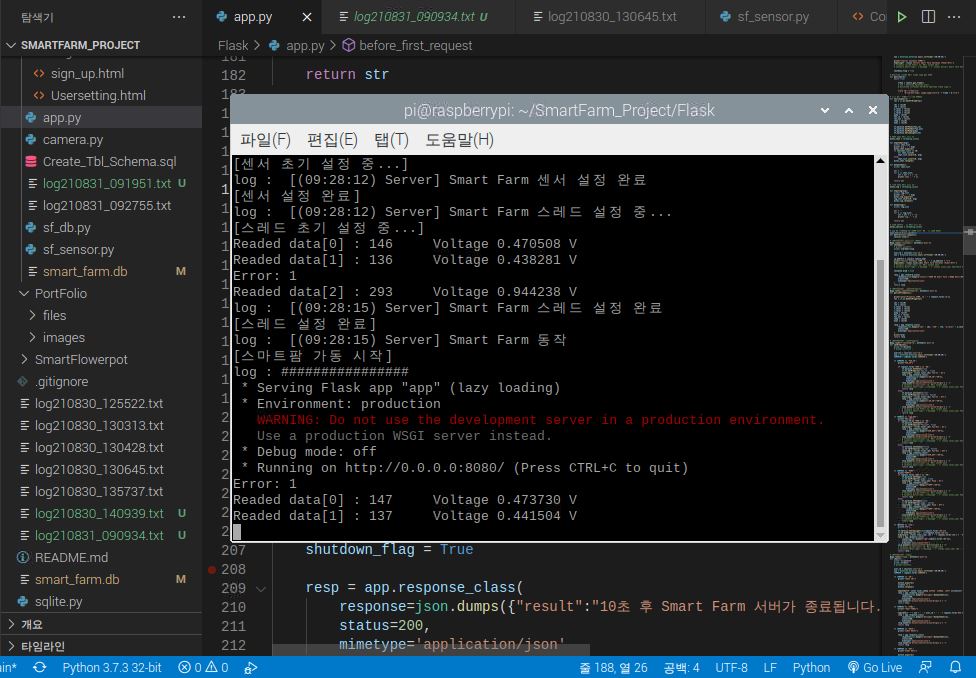 탐색기
···
app.py
log210831_090934.txt U
log210830_130645.txt
sf_sensor.py
Co
···
SMARTFARM_PROJECT
Flask > app.py > before_first_request
sign_up.html
Usersetting.html
app.py
camera.py
Create_Tbl_Schema.sql
log210831_091951.txt U
log210831_092755.txt
sf_db.py
sf_sensor.py
smart_farm.db M
PortFolio
files
images
SmartFlowerpot
.gitignore
log210830_125522.txt
log210830_130313.txt
log210830_130428.txt
log210830_130645.txt
log210830_135737.txt
log210830_140939.txt U
log210831_090934.txt U
README.md
smart_farm.db M
sqlite.py
개요
타임라인
182 return str
pi@raspberrypi: ~/SmartFarm_Project/Flask
파일(F) 편집(E) 탭(T) 도움말(H)
[센서 초기 설정 중...]
log :  [(09:28:12) Server] Smart Farm 센서 설정 완료
[센서 설정 완료]
log :  [(09:28:12) Server] Smart Farm 스레드 설정 중...
[스레드 초기 설정 중...]
Readed data[0] : 146     Voltage 0.470508 V
Readed data[1] : 136     Voltage 0.438281 V
Error: 1
Readed data[2] : 293     Voltage 0.944238 V
log :  [(09:28:15) Server] Smart Farm 스레드 설정 완료
[스레드 설정 완료]
log :  [(09:28:15) Server] Smart Farm 동작
[스마트팜 가동 시작]
log : ################
 * Serving Flask app "app" (lazy loading)
 * Environment: production
   WARNING: Do not use the development server in a production environment.
   Use a production WSGI server instead.
 * Debug mode: off
 * Running on http://0.0.0.0:8080/ (Press CTRL+C to quit)
Error: 1
Readed data[0] : 147     Voltage 0.473730 V
Readed data[1] : 137     Voltage 0.441504 V
207 shutdown_flag = True
208
209 resp = app.response_class(
210 response=json.dumps({"result":"10초 후 Smart Farm 서버가 종료됩니다.
211 status=200,
212 mimetype='application/json'
in* Python 3.7.3 32-bit 0 0 줄 188, 열 26 공백: 4 UTF-8 LF Python Go Live